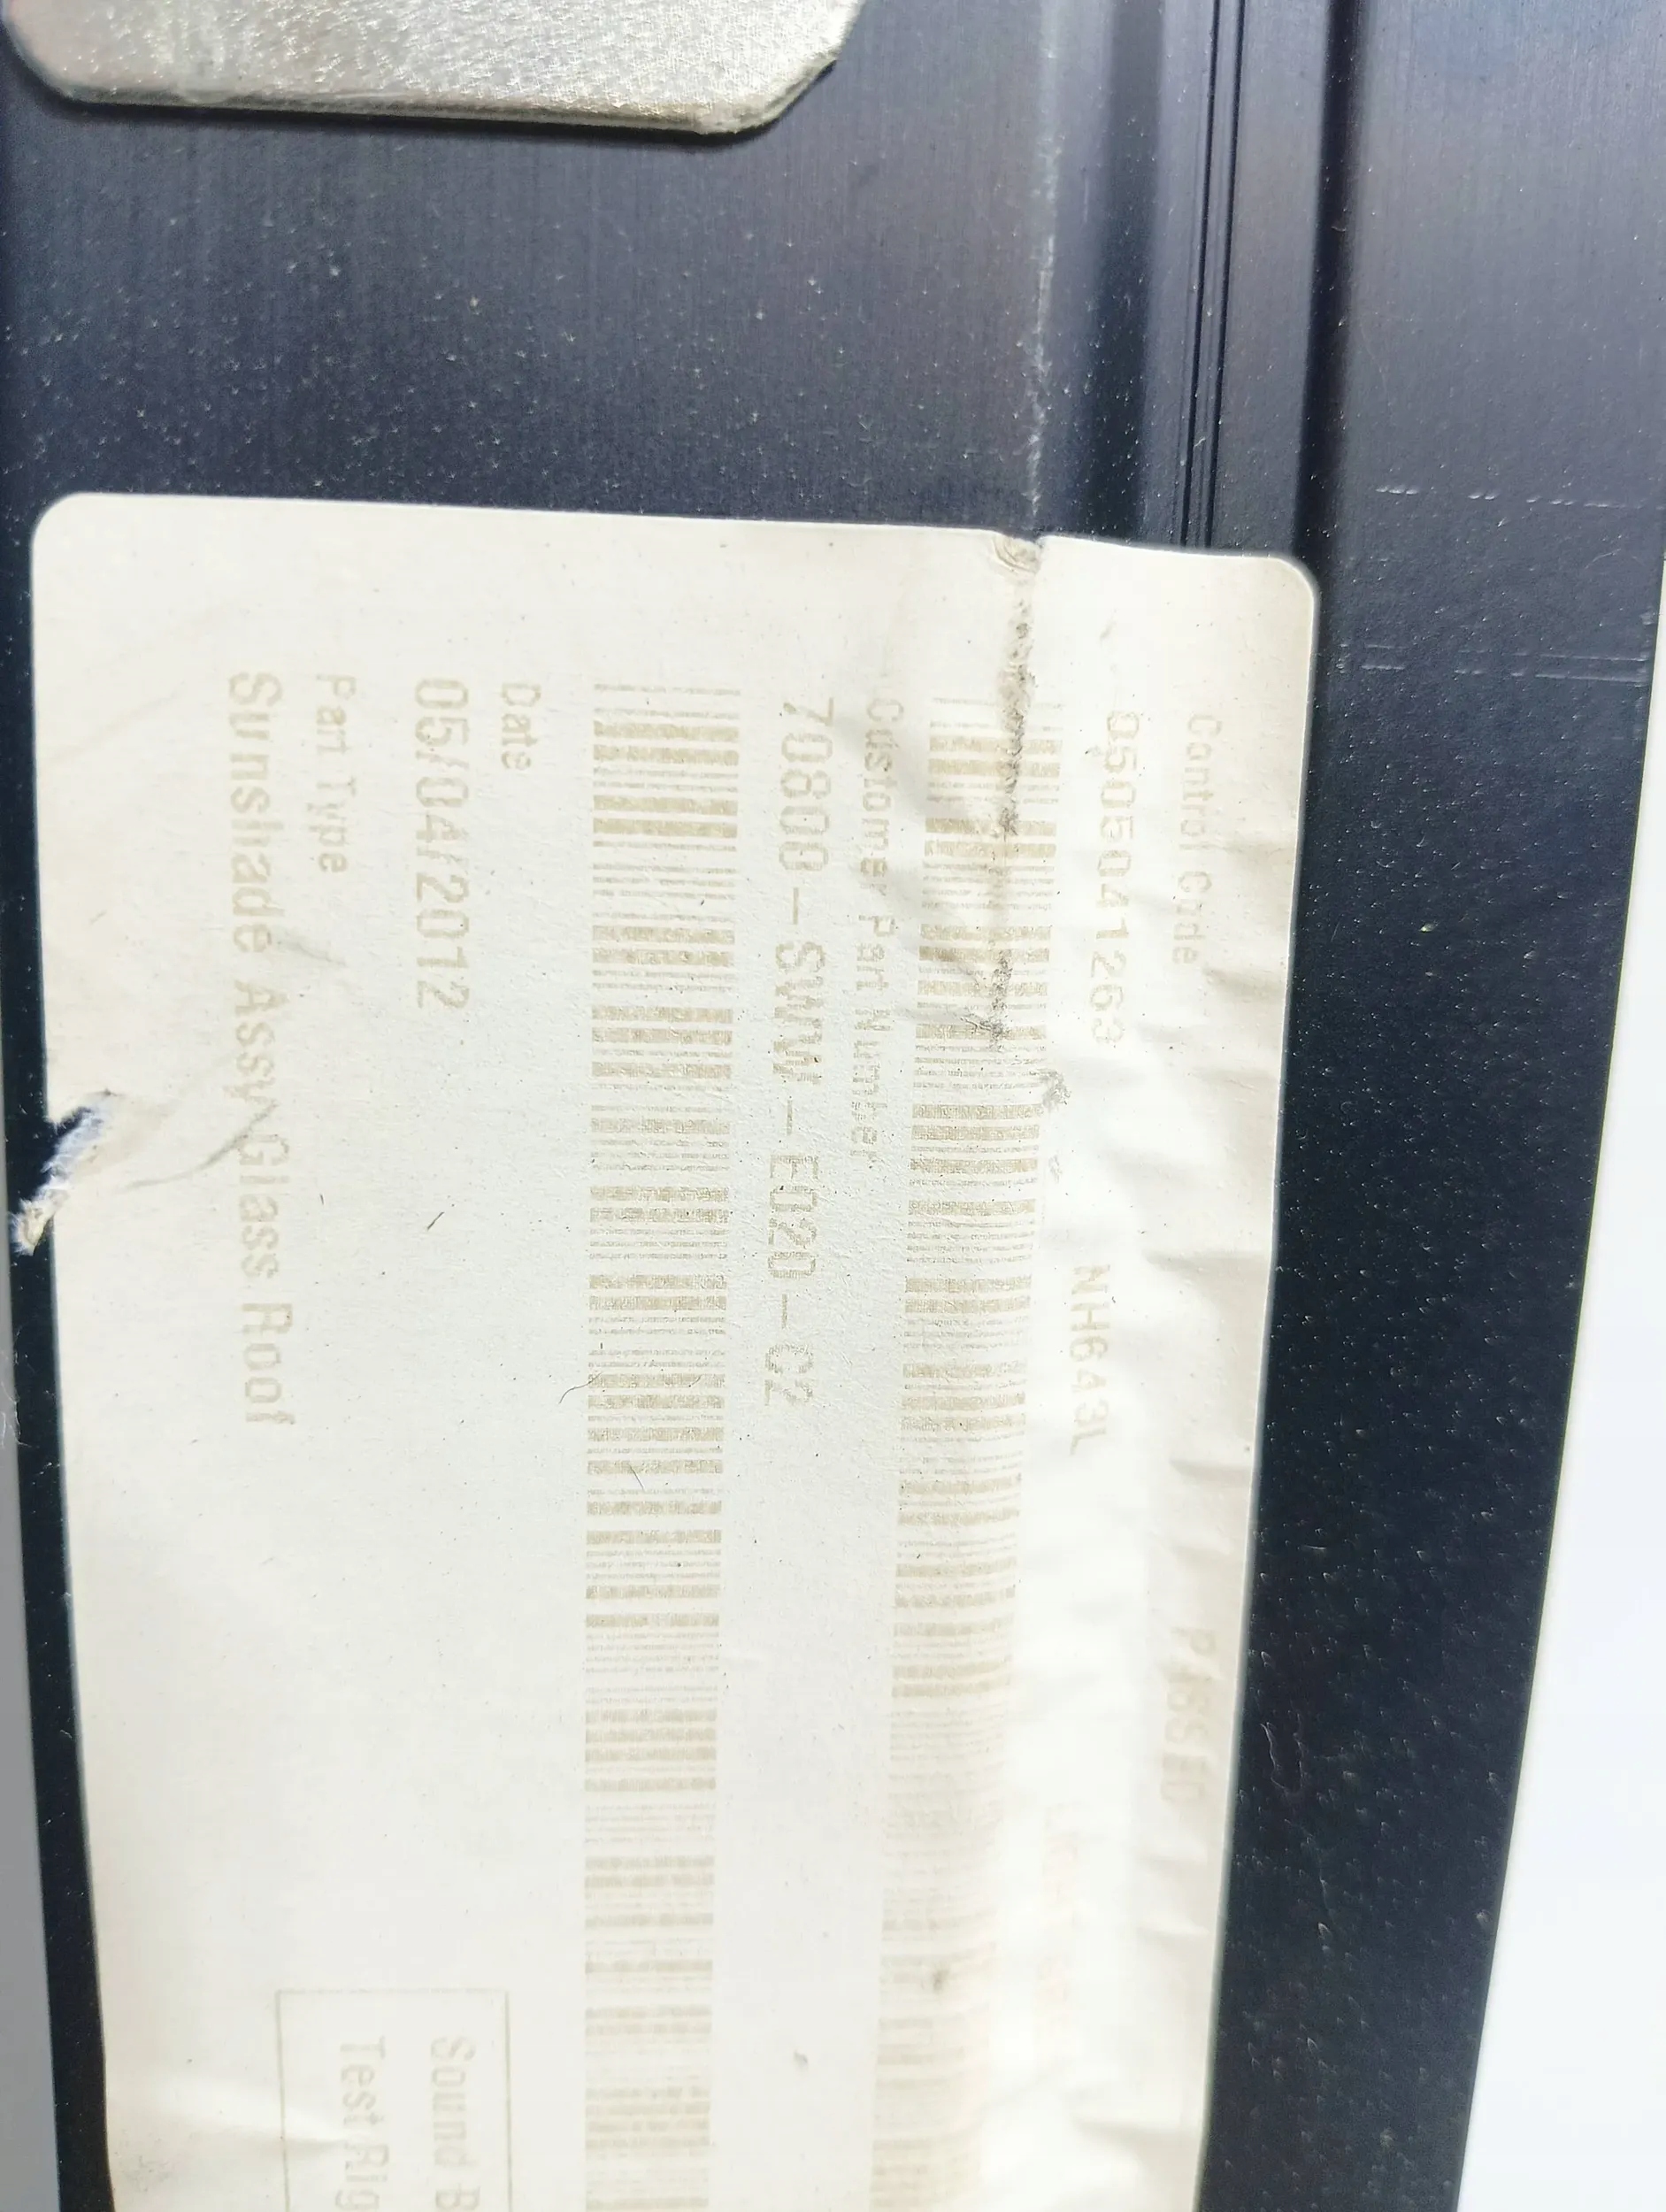 Control Code
PASSED
0505041263 NH643L
Customer Part Number
70800-SWW-E020-C2
Date
05/04/2012
Part Type
Sunshade Assy Glass Roof
Sound B
Test Rig